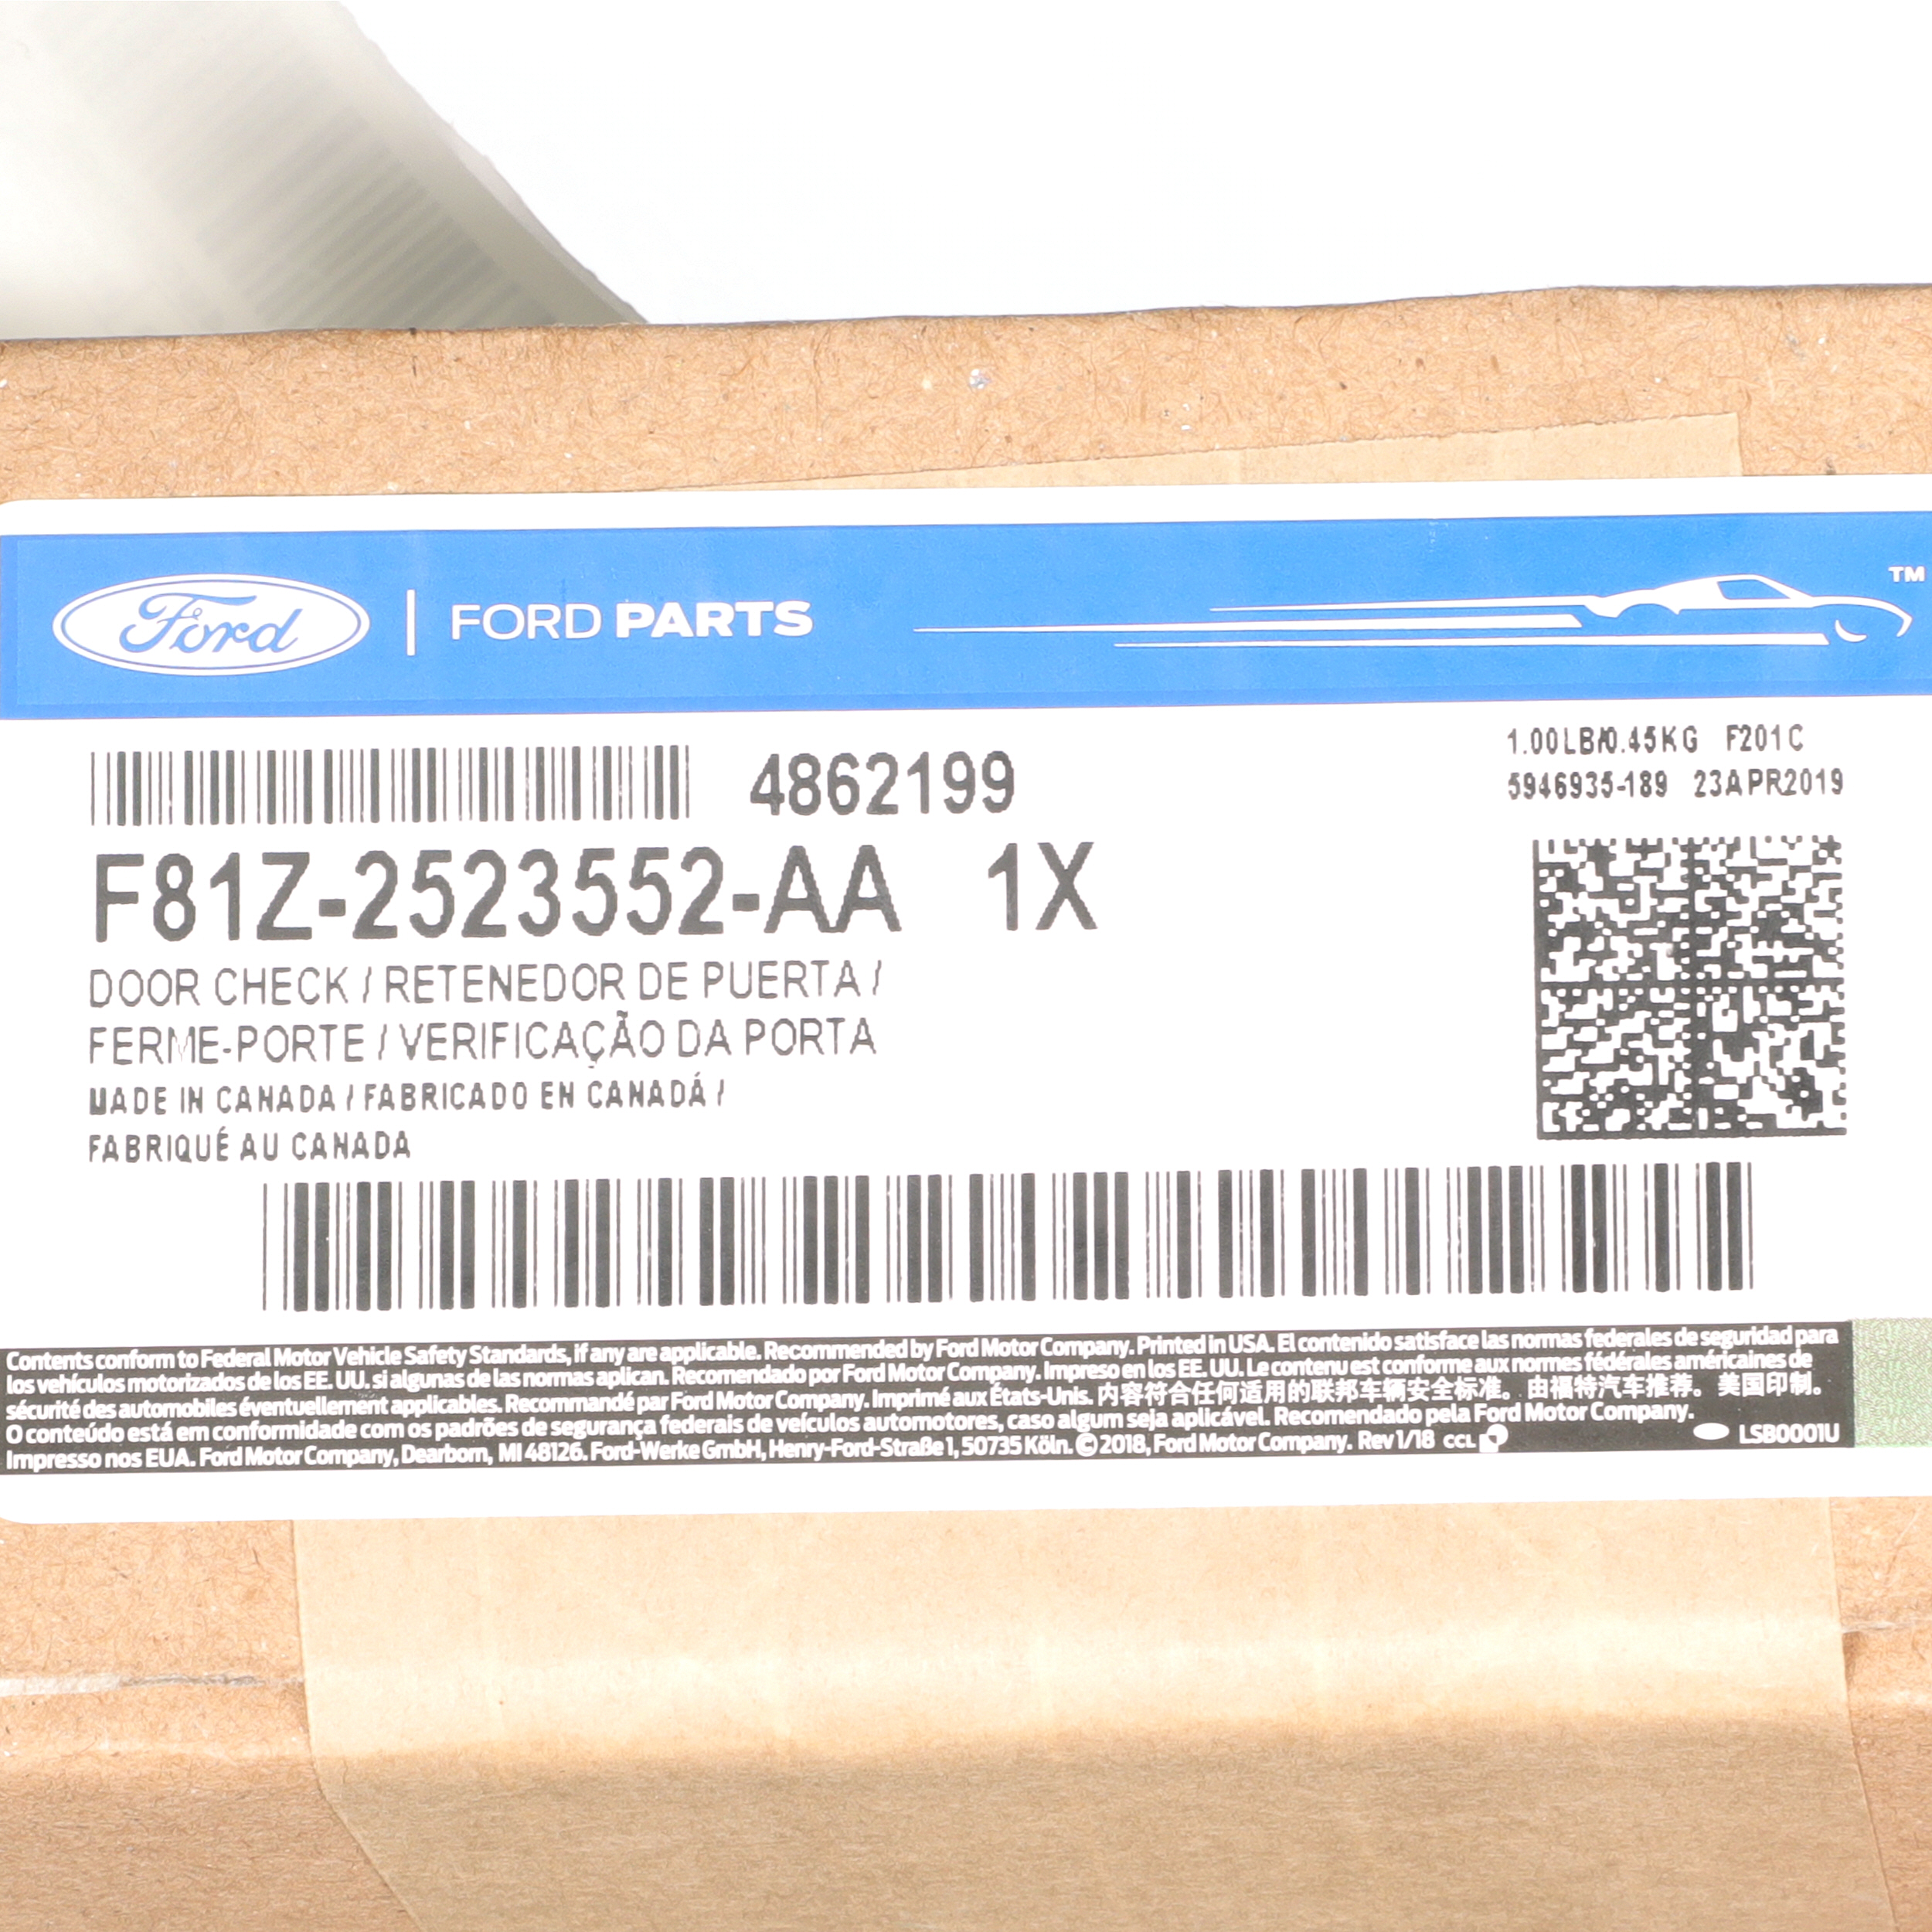 Ford | FORD PARTS ™
4862199
1.00LB/0.45KG F201C
5946935-189 23APR2019
F81Z-2523552-AA 1X
DOOR CHECK / RETENEDOR DE PUERTA /
FERME-PORTE / VERIFICAÇÃO DA PORTA
MADE IN CANADA / FABRICADO EN CANADÁ /
FABRIQUÉ AU CANADA
Contents conform to Federal Motor Vehicle Safety Standards, if any are applicable. Recommended by Ford Motor Company. Printed in USA. El contenido satisface las normas federales de seguridad para
los vehículos motorizados de los EE. UU. si algunas de las normas aplican. Recomendado por Ford Motor Company. Impreso en los EE. UU. Le contenu est conforme aux normes fédérales américaines de
sécurité des automobiles éventuellement applicables. Recommandé par Ford Motor Company. Imprimé aux États-Unis. 内容符合任何适用的联邦车辆安全标准。由福特汽车推荐。美国印制。
O conteúdo está em conformidade com os padrões de segurança federais de veículos automotores, caso algum seja aplicável. Recomendado pela Ford Motor Company.
Impresso nos EUA. Ford Motor Company, Dearborn, MI 48126. Ford-Werke GmbH, Henry-Ford-Straße 1, 50735 Köln. © 2018, Ford Motor Company. Rev 1/18 CCL LSB0001U